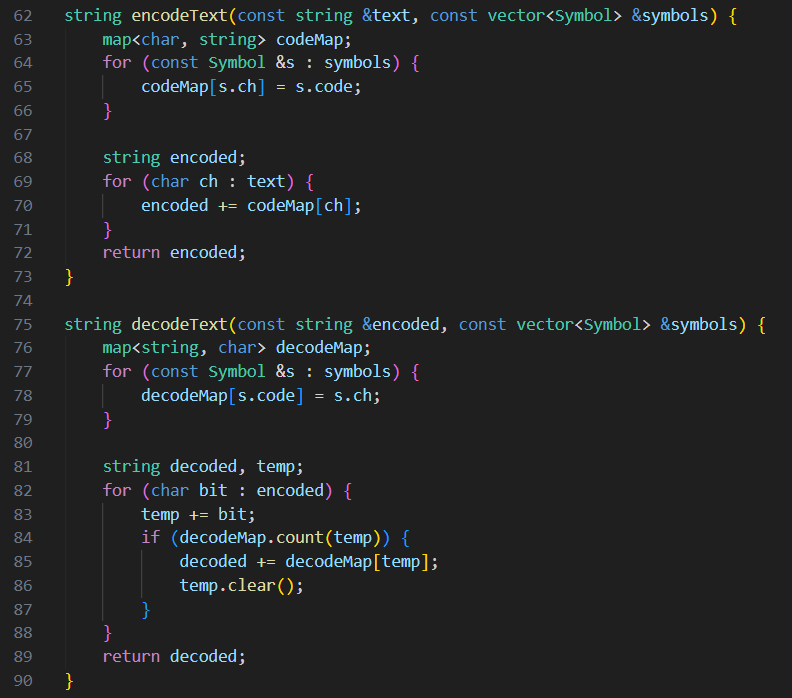 62 string encodeText(const string &text, const vector<Symbol> &symbols) {
63     map<char, string> codeMap;
64     for (const Symbol &s : symbols) {
65         codeMap[s.ch] = s.code;
66     }
67
68     string encoded;
69     for (char ch : text) {
70         encoded += codeMap[ch];
71     }
72     return encoded;
73 }
74
75 string decodeText(const string &encoded, const vector<Symbol> &symbols) {
76     map<string, char> decodeMap;
77     for (const Symbol &s : symbols) {
78         decodeMap[s.code] = s.ch;
79     }
80
81     string decoded, temp;
82     for (char bit : encoded) {
83         temp += bit;
84         if (decodeMap.count(temp)) {
85             decoded += decodeMap[temp];
86             temp.clear();
87         }
88     }
89     return decoded;
90 }